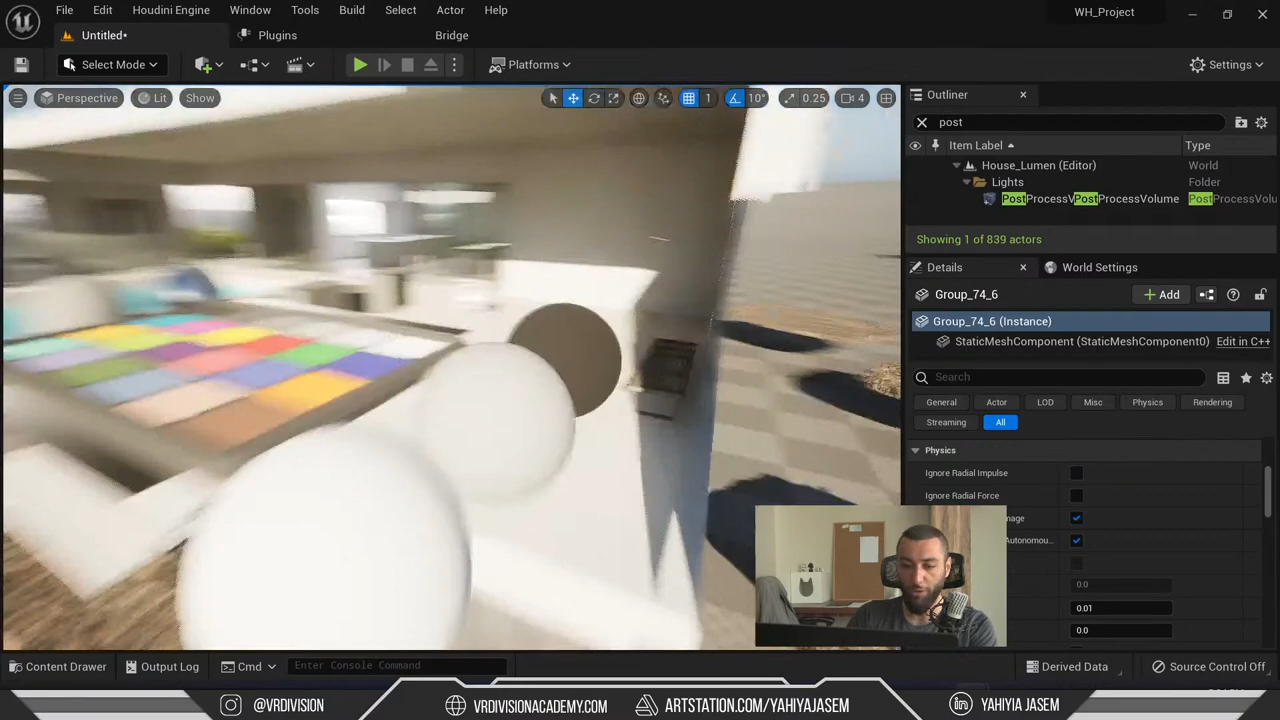 File Edit Houdini Engine Window Tools Build Select Actor Help
WH_Project
Untitled*
Plugins
Bridge
Select Mode
Platforms
Settings
Perspective
Lit
Show
1
10°
0.25
4
Outliner
post
Item Label
Type
House_Lumen (Editor)
World
Lights
Folder
PostProcessVPostProcessVolume
PostProcessVolu
Showing 1 of 839 actors
Details
World Settings
Group_74_6
Add
Group_74_6 (Instance)
StaticMeshComponent (StaticMeshComponent0)
Edit in C++
Search
General
Actor
LOD
Misc
Physics
Rendering
Streaming
All
Physics
Ignore Radial Impulse
Ignore Radial Force
mage
Autonomou...
0.0
0.01
0.0
Content Drawer
Output Log
Cmd
Enter Console Command
Derived Data
Source Control Off
@VRDIVISION
VRDIVISIONACADEMY.COM
ARTSTATION.COM/YAHIYAJASEM
YAHIYIA JASEM